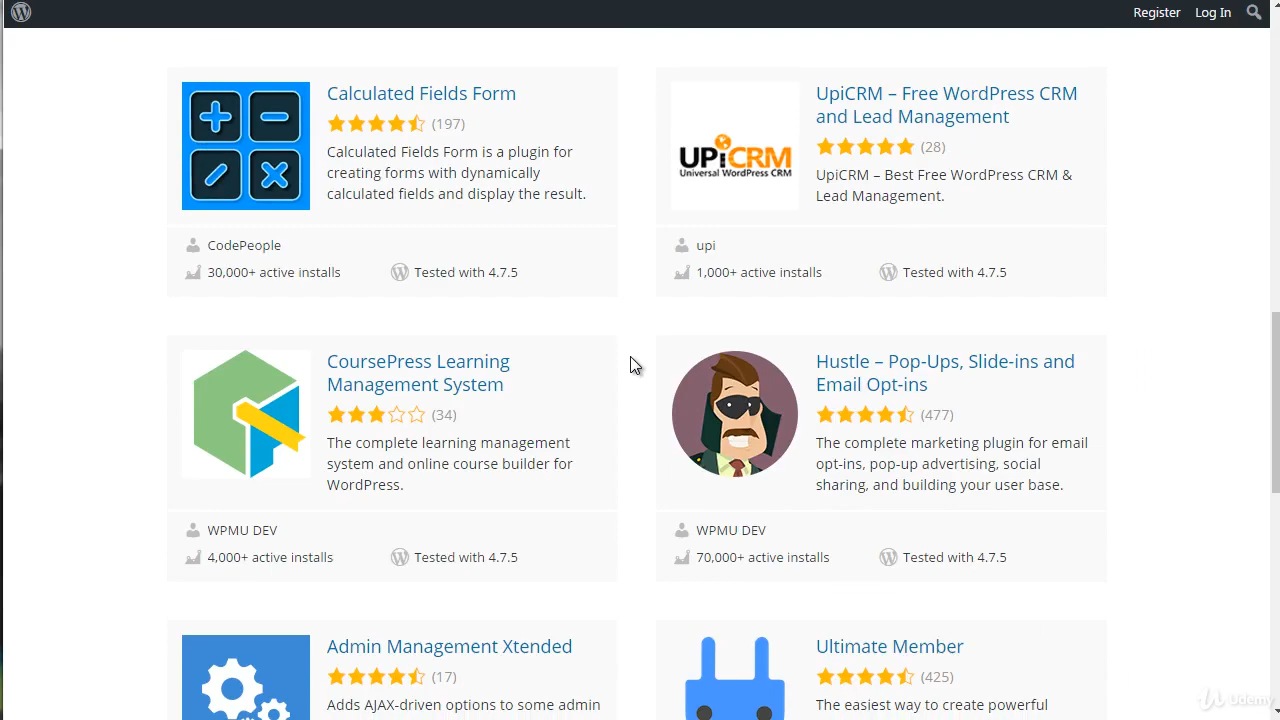 Register Log In
Calculated Fields Form
(197)
Calculated Fields Form is a plugin for
creating forms with dynamically
calculated fields and display the result.
CodePeople
30,000+ active installs
Tested with 4.7.5
UPiCRM
Universal WordPress CRM
UpiCRM – Free WordPress CRM
and Lead Management
(28)
UpiCRM – Best Free WordPress CRM &
Lead Management.
upi
1,000+ active installs
Tested with 4.7.5
CoursePress Learning
Management System
(34)
The complete learning management
system and online course builder for
WordPress.
WPMU DEV
4,000+ active installs
Tested with 4.7.5
Hustle – Pop-Ups, Slide-ins and
Email Opt-ins
(477)
The complete marketing plugin for email
opt-ins, pop-up advertising, social
sharing, and building your user base.
WPMU DEV
70,000+ active installs
Tested with 4.7.5
Admin Management Xtended
(17)
Adds AJAX-driven options to some admin
Ultimate Member
(425)
The easiest way to create powerful
Udemy